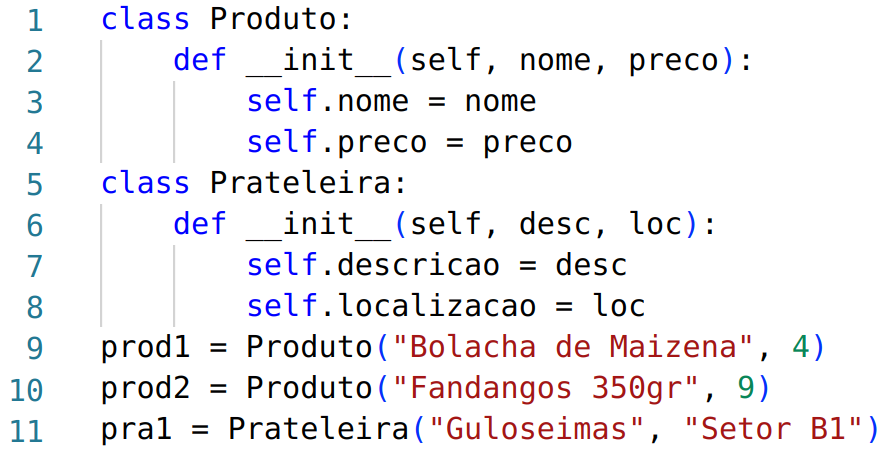 1 class Produto:
2     def __init__(self, nome, preco):
3         self.nome = nome
4         self.preco = preco
5 class Prateleira:
6     def __init__(self, desc, loc):
7         self.descricao = desc
8         self.localizacao = loc
9 prod1 = Produto("Bolacha de Maizena", 4)
10 prod2 = Produto("Fandangos 350gr", 9)
11 pra1 = Prateleira("Guloseimas", "Setor B1")